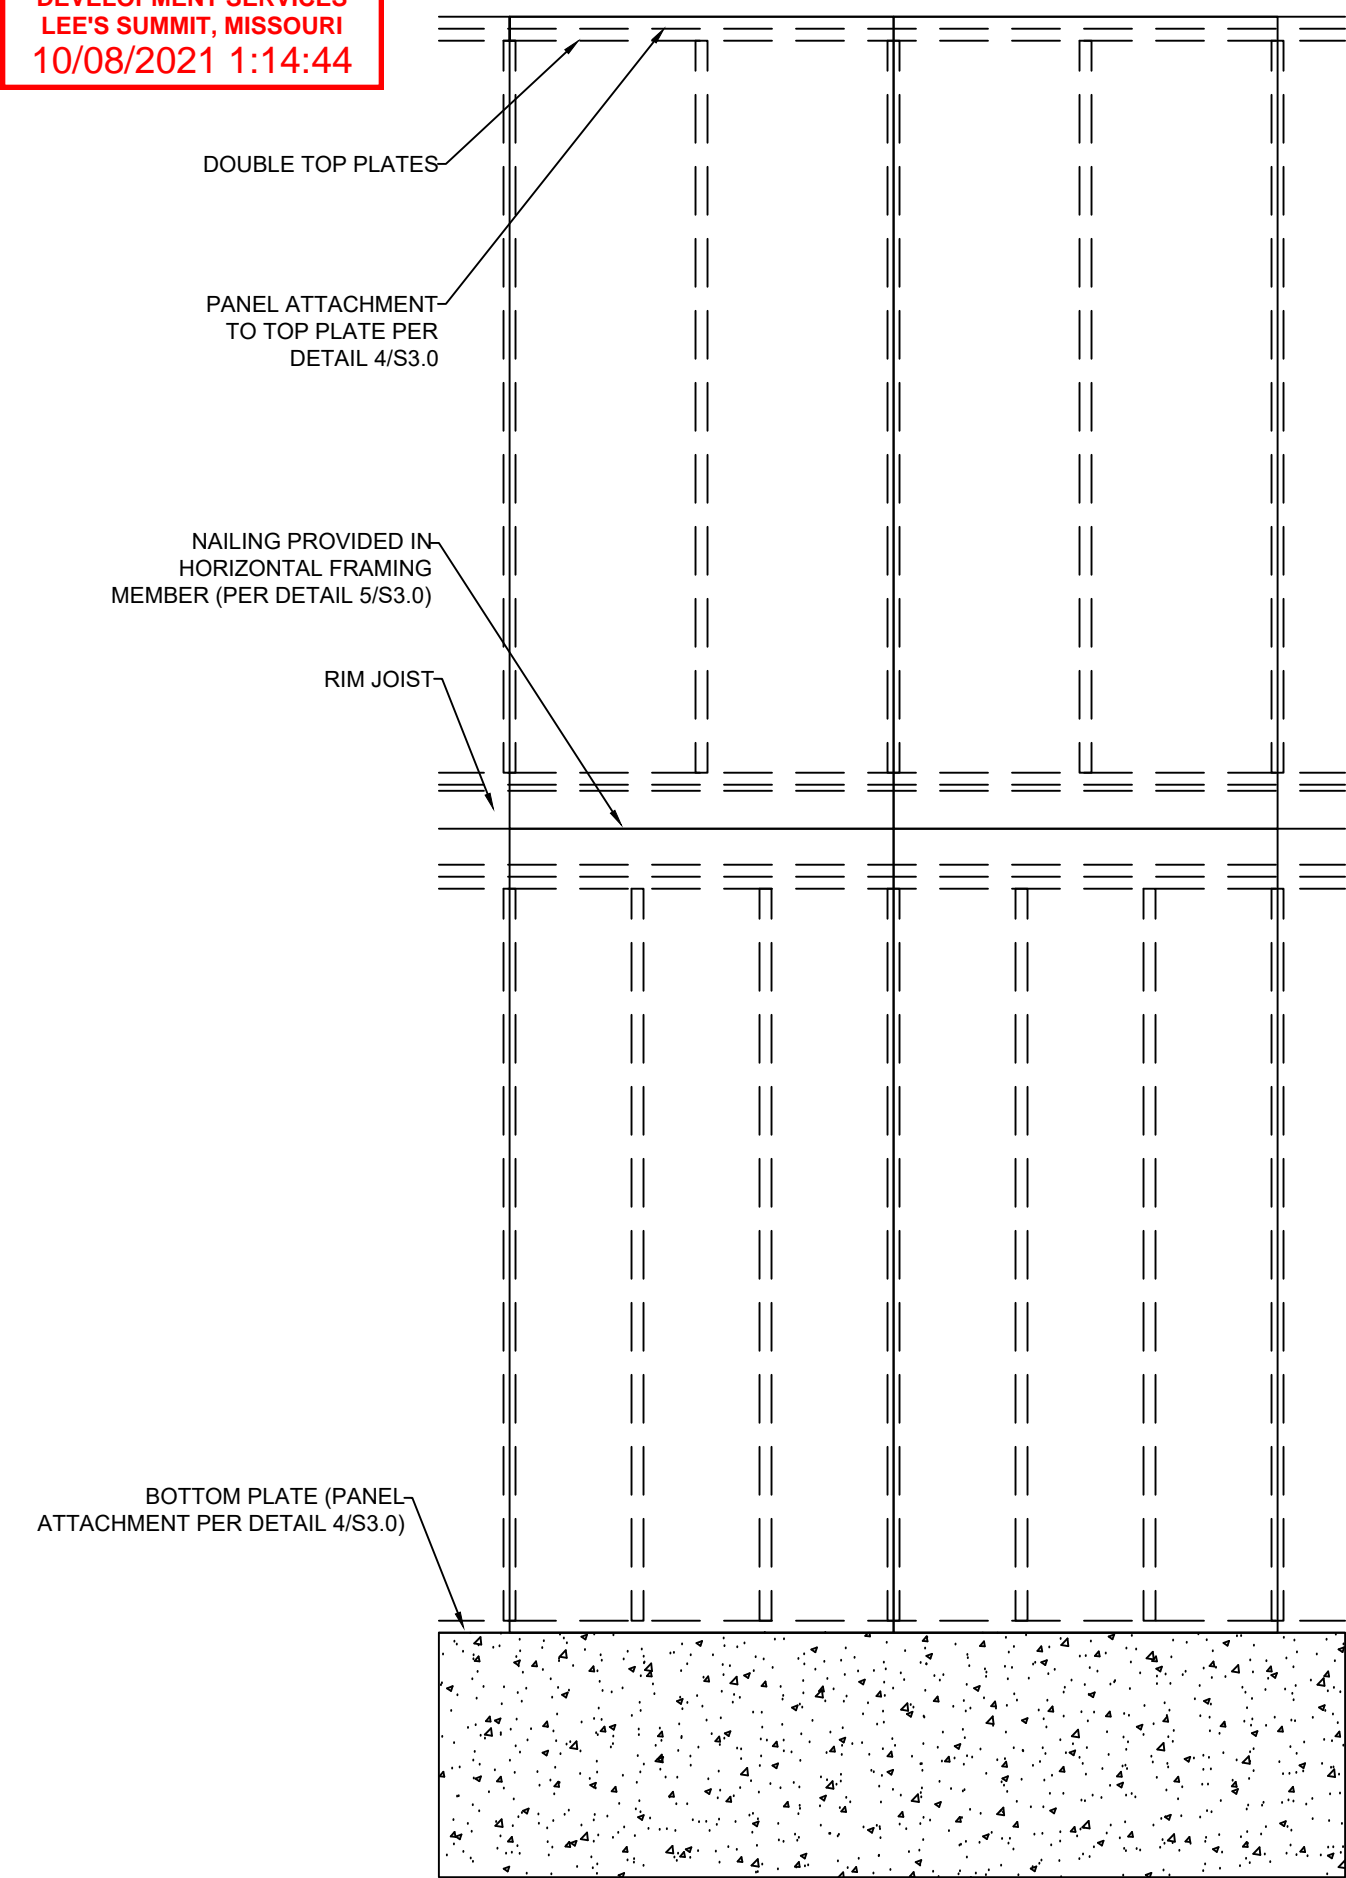 DEVELOPMENT SERVICES
LEE'S SUMMIT, MISSOURI
10/08/2021 1:14:44
DOUBLE TOP PLATES
PANEL ATTACHMENT
TO TOP PLATE PER
DETAIL 4/S3.0
NAILING PROVIDED IN
HORIZONTAL FRAMING
MEMBER (PER DETAIL 5/S3.0)
RIM JOIST
BOTTOM PLATE (PANEL
ATTACHMENT PER DETAIL 4/S3.0)